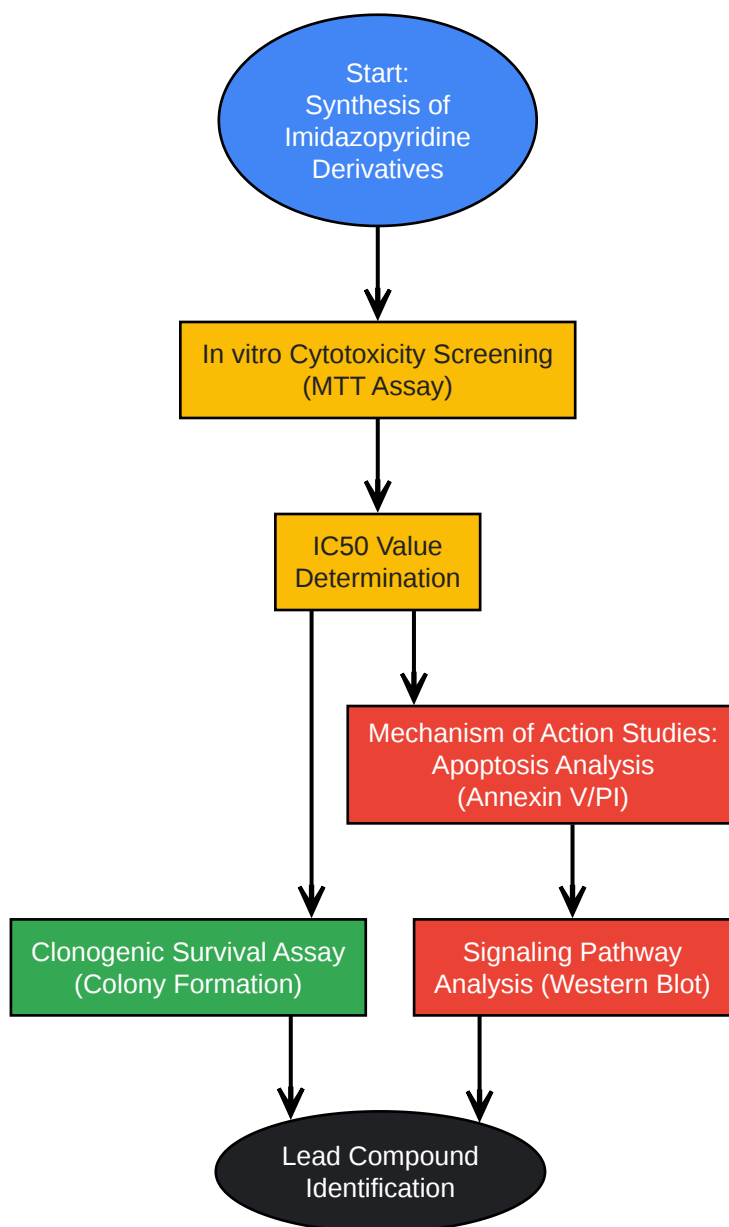 Start:
Synthesis of
Imidazopyridine
Derivatives
In vitro Cytotoxicity Screening
(MTT Assay)
IC50 Value
Determination
Mechanism of Action Studies:
Apoptosis Analysis
(Annexin V/PI)
Clonogenic Survival Assay
(Colony Formation)
Signaling Pathway
Analysis (Western Blot)
Lead Compound
Identification